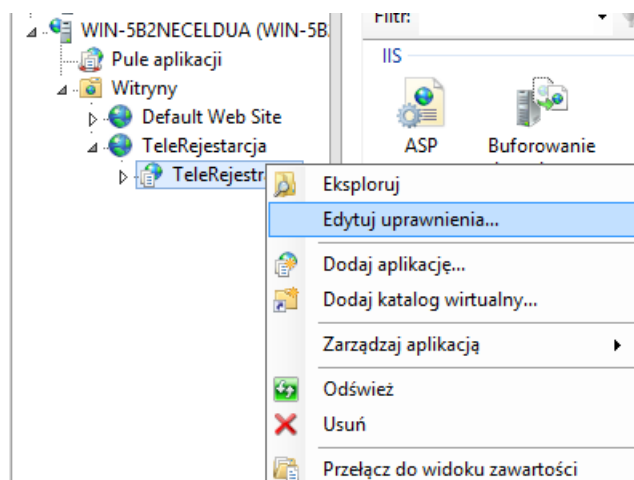 WIN-5B2NECELDUA (WIN-5B
Pule aplikacji
Witryny
Default Web Site
TeleRejestarcja
TeleRejestr
Filtr:
IIS
ASP
Buforowanie
Eksploruj
Edytuj uprawnienia...
Dodaj aplikację...
Dodaj katalog wirtualny...
Zarządzaj aplikacją
Odśwież
Usuń
Przełącz do widoku zawartości